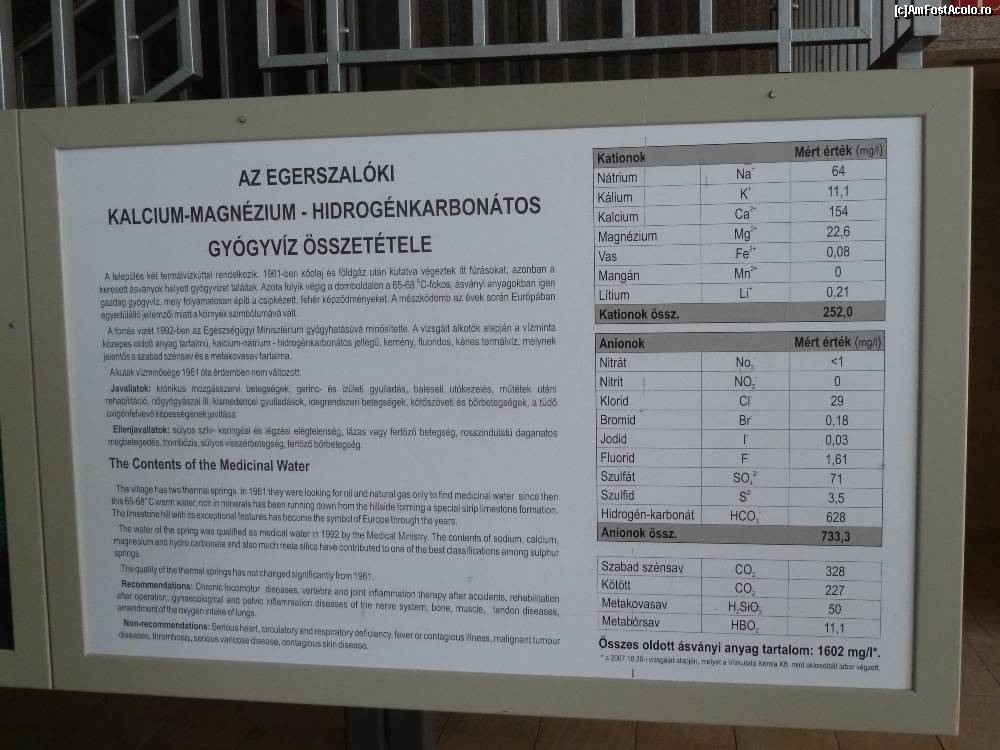 [c]AmFostAcolo.ro
AZ EGERSZALÓKI
KALCIUM-MAGNÉZIUM - HIDROGÉNKARBONÁTOS
GYÓGYVÍZ ÖSSZETÉTELE
A település két termálvízkúttal rendelkezik. 1961-ben kőolaj és földgáz után kutatva végeztek itt fúrásokat, azonban a
keresett ásványok helyett gyógyvizet találtak. Azóta folyik végig a domboldalon a 65-68 °C-fokos, ásványi anyagokban igen
gazdag gyógyvíz, mely folyamatosan építi a csipkézett, fehér képződményeket. A mészkődomb az évek során Európában
egyedülálló jellemzői miatt a környék szimbólumává vált.
A forrás vizét 1992-ben az Egészségügyi Minisztérium gyógyhatásúvá minősítette. A vizsgált alkotók alapján a vízminta
közepes oldott anyag tartalmú, kalcium-nátrium - hidrogénkarbonátos jellegű, kemény, fluoridos, kénes termálvíz, melynek
jelentős a szabad szénsav és a metakovasav tartalma.
A kutak vízminősége 1961 óta érdemben nem változott.
Javallatok: krónikus mozgásszervi betegségek, gerinc- és ízületi gyulladás, baleseti utókezelés, műtétek utáni
rehabilitáció, nőgyógyászai ill. kismedencei gyulladások, idegrendszeri betegségek, kötőszöveti és bőrbetegségek, a tüdő
oxigénfelvevő képességének javítása
Ellenjavallatok: súlyos szív- keringési és légzési elégtelenség, lázas vagy fertőző betegség, rosszindulatú daganatos
megbetegedés, trombózis, súlyos visszérbetegség, fertőző bőrbetegség.
The Contents of the Medicinal Water
The village has two thermal springs. In 1961 they were looking for oil and natural gas only to find medicinal water since then
this 65-68°C warm water, rich in minerals has been running down from the hillside forming a special strip limestone formation.
The limestone hill with its exceptional features has become the symbol of Europe through the years.
The water of the spring was qualified as medical water in 1992 by the Medical Ministry. The contents of sodium, calcium,
magnesium and hydro carbonate and also much meta silica have contributed to one of the best classifications among sulphur
springs.
The quality of the thermal springs has not changed significantly from 1961.
Recommendations: Chronic locomotor diseases, vertebra and joint inflammation therapy after accidents, rehabilitation
after operation, gynaecological and pelvic inflammation diseases of the nerve system, bone, muscle, tendon diseases,
amendment of the oxygen intake of lungs.
Non-recommendations: Serious heart, circulatory and respiratory deficiency, fever or contagious illness, malignant tumour
diseases, thrombosis, serious varicose disease, contagious skin disease.
Kationok Mért érték (mg/l)
Nátrium Na⁺ 64
Kálium K⁺ 11,1
Kalcium Ca²⁺ 154
Magnézium Mg²⁺ 22,6
Vas Fe²⁺ 0,08
Mangán Mn²⁺ 0
Lítium Li⁺ 0,21
Kationok össz. 252,0
Anionok Mért érték (mg/l)
Nitrát No₃⁻ <1
Nitrit NO₂⁻ 0
Klorid Cl⁻ 29
Bromid Br⁻ 0,18
Jodid I⁻ 0,03
Fluorid F⁻ 1,61
Szulfát SO₄²⁻ 71
Szulfid S²⁻ 3,5
Hidrogén-karbonát HCO₃⁻ 628
Anionok össz. 733,3
Szabad szénsav CO₂ 328
Kötött CO₂ 227
Metakovasav H₂SiO₃ 50
Metabórsav HBO₂ 11,1
Összes oldott ásványi anyag tartalom: 1602 mg/l*.
* a 2007.10.30-i vizsgálat alapján, melyet a Vízkutató Kémia Kft. mint akkreditált labor végzett.